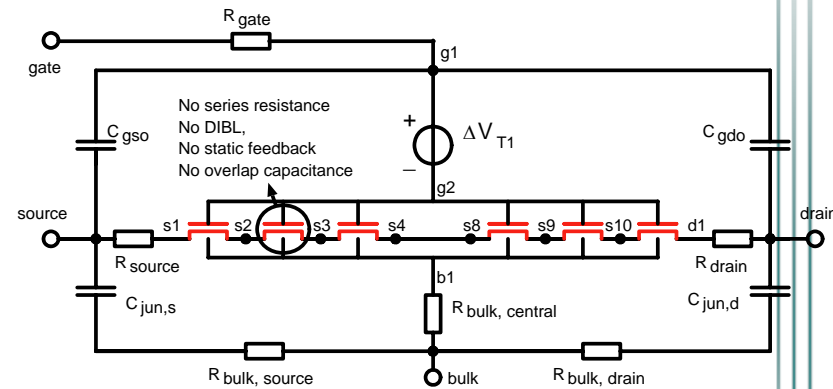 R gate
gate
g1
No series resistance
No DIBL,
No static feedback
No overlap capacitance
C gso
+
ΔV T1
−
C gdo
g2
source
drain
s1 s2 s3 s4 s8 s9 s10 d1
R source
R drain
b1
C jun,s
R bulk, central
C jun,d
R bulk, source
bulk
R bulk, drain